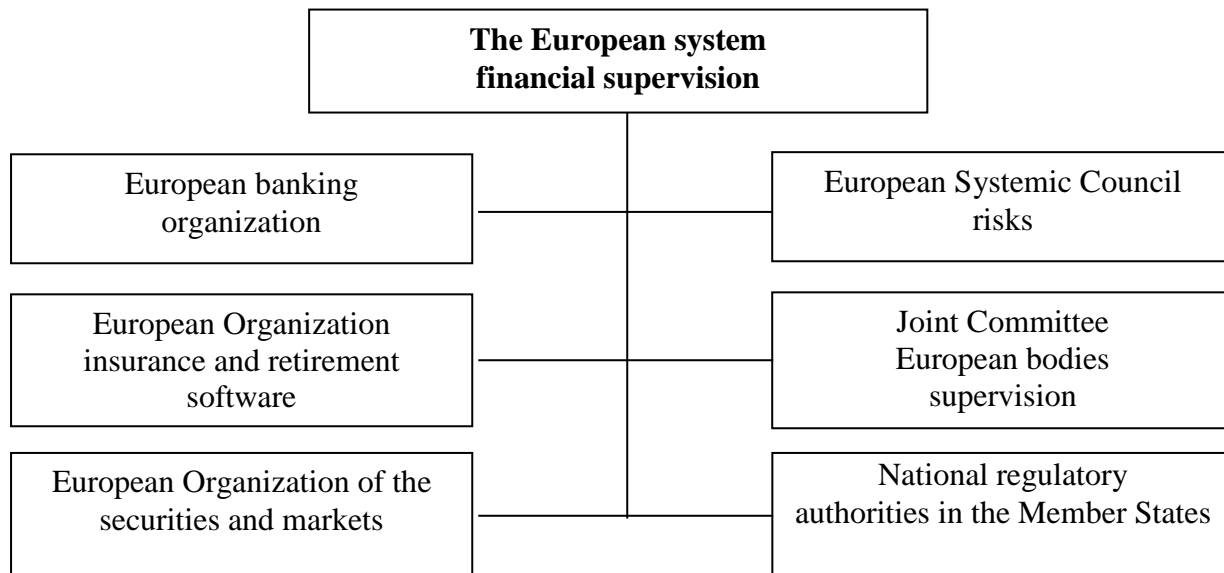 The European system
financial supervision
European banking
organization
European Systemic Council
risks
European Organization
insurance and retirement
software
Joint Committee
European bodies
supervision
European Organization of the
securities and markets
National regulatory
authorities in the Member States